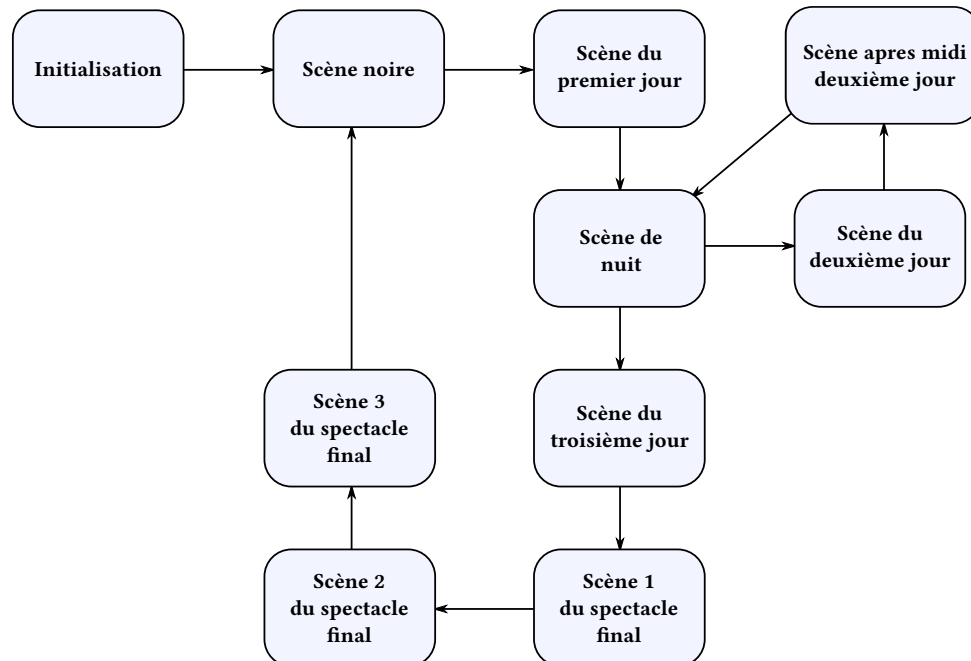 Initialisation
Scène noire
Scène du
premier jour
Scène apres midi
deuxième jour
Scène de
nuit
Scène du
deuxième jour
Scène 3
du spectacle
final
Scène du
troisième jour
Scène 2
du spectacle
final
Scène 1
du spectacle
final